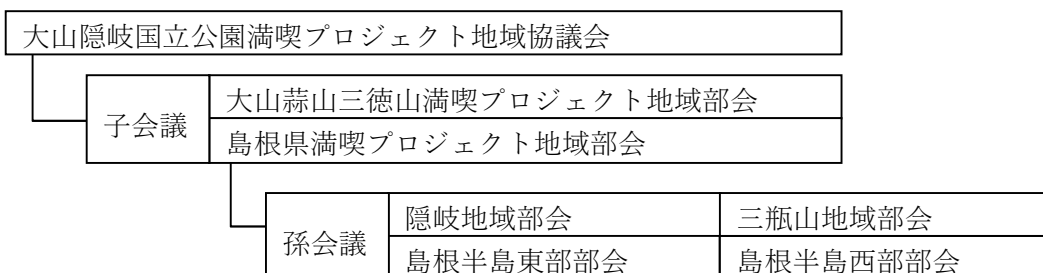 大山隠岐国立公園満喫プロジェクト地域協議会
子会議
大山蒜山三徳山満喫プロジェクト地域部会
島根県満喫プロジェクト地域部会
孫会議
隠岐地域部会 三瓶山地域部会
島根半島東部部会 島根半島西部部会